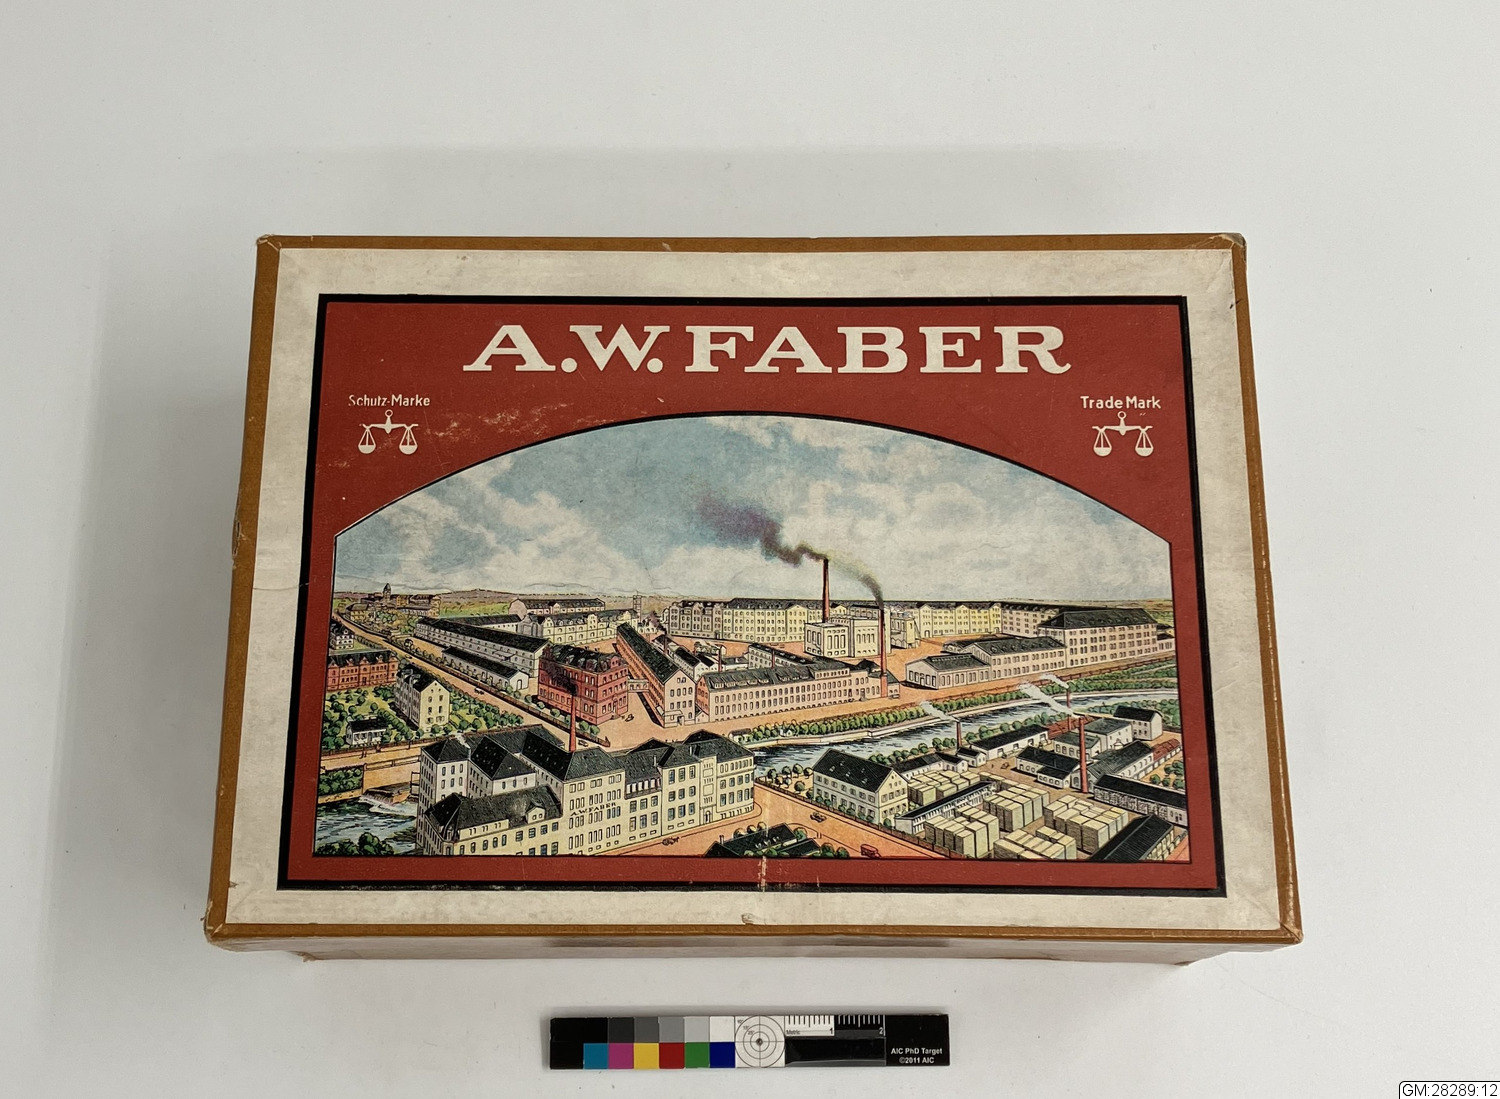 A.W. FABER
Schutz-Marke
Trade Mark
A.W.FABER
Metric
1
2
AIC PhD Target
©2011 AIC
GM:28289:12